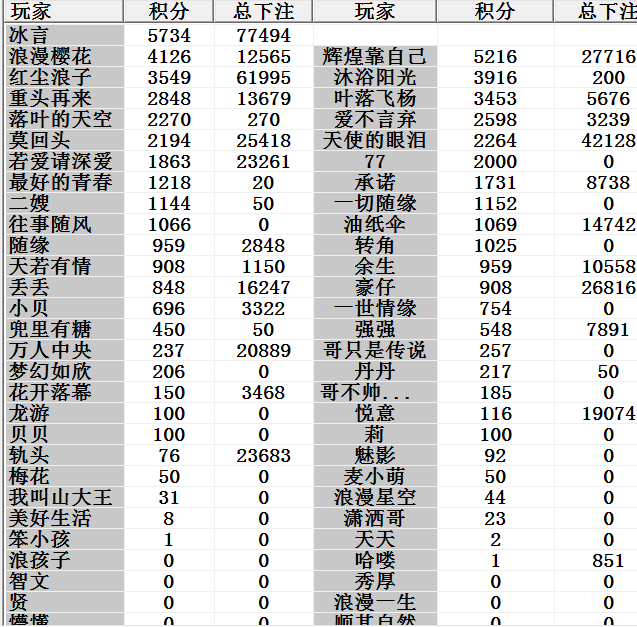 玩家 积分 总下注 玩家 积分 总下注
冰言 5734 77494
浪漫樱花 4126 12565 辉煌靠自己 5216 27716
红尘浪子 3549 61995 沐浴阳光 3916 200
重头再来 2848 13679 叶落飞杨 3453 5676
落叶的天空 2270 270 爱不言弃 2598 3239
莫回头 2194 25418 天使的眼泪 2264 42128
若爱请深爱 1863 23261 77 2000 0
最好的青春 1218 20 承诺 1731 8738
二嫂 1144 50 一切随缘 1152 0
往事随风 1066 0 油纸伞 1069 14742
随缘 959 2848 转角 1025 0
天若有情 908 1150 余生 959 10558
丢丢 848 16247 豪仔 908 26816
小贝 696 3322 一世情缘 754 0
兜里有糖 450 50 强强 548 7891
万人中央 237 20889 哥只是传说 257 0
梦幻如欣 206 0 丹丹 217 50
花开落幕 150 3468 哥不帅... 185 0
龙游 100 0 悦意 116 19074
贝贝 100 0 莉 100 0
轨头 76 23683 魅影 92 0
梅花 50 0 麦小萌 50 0
我叫山大王 31 0 浪漫星空 44 0
美好生活 8 0 潇洒哥 23 0
笨小孩 1 0 天天 2 0
浪孩子 0 0 哈喽 1 851
智文 0 0 秀厚 0 0
贤 0 0 浪漫一生 0 0
懵懂 0 0 顺其自然 0 0